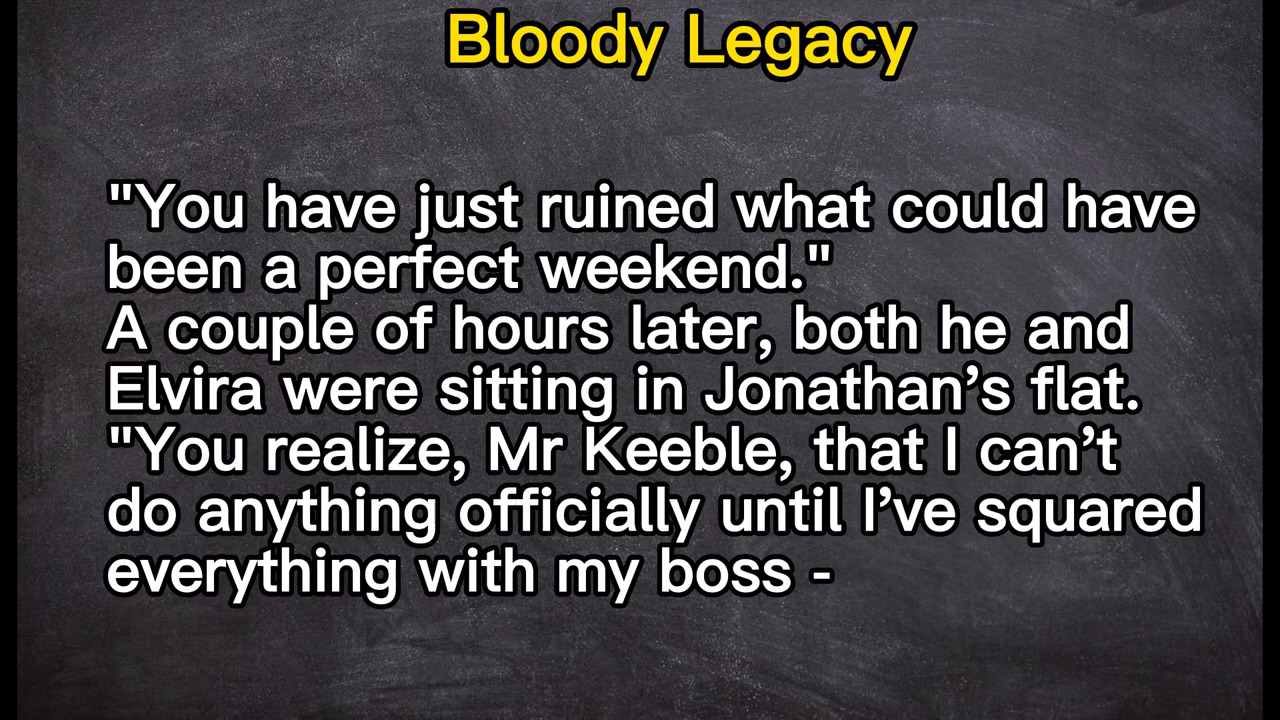 Bloody Legacy
"You have just ruined what could have
been a perfect weekend."
A couple of hours later, both he and
Elvira were sitting in Jonathan’s flat.
"You realize, Mr Keeble, that I can’t
do anything officially until I’ve squared
everything with my boss -